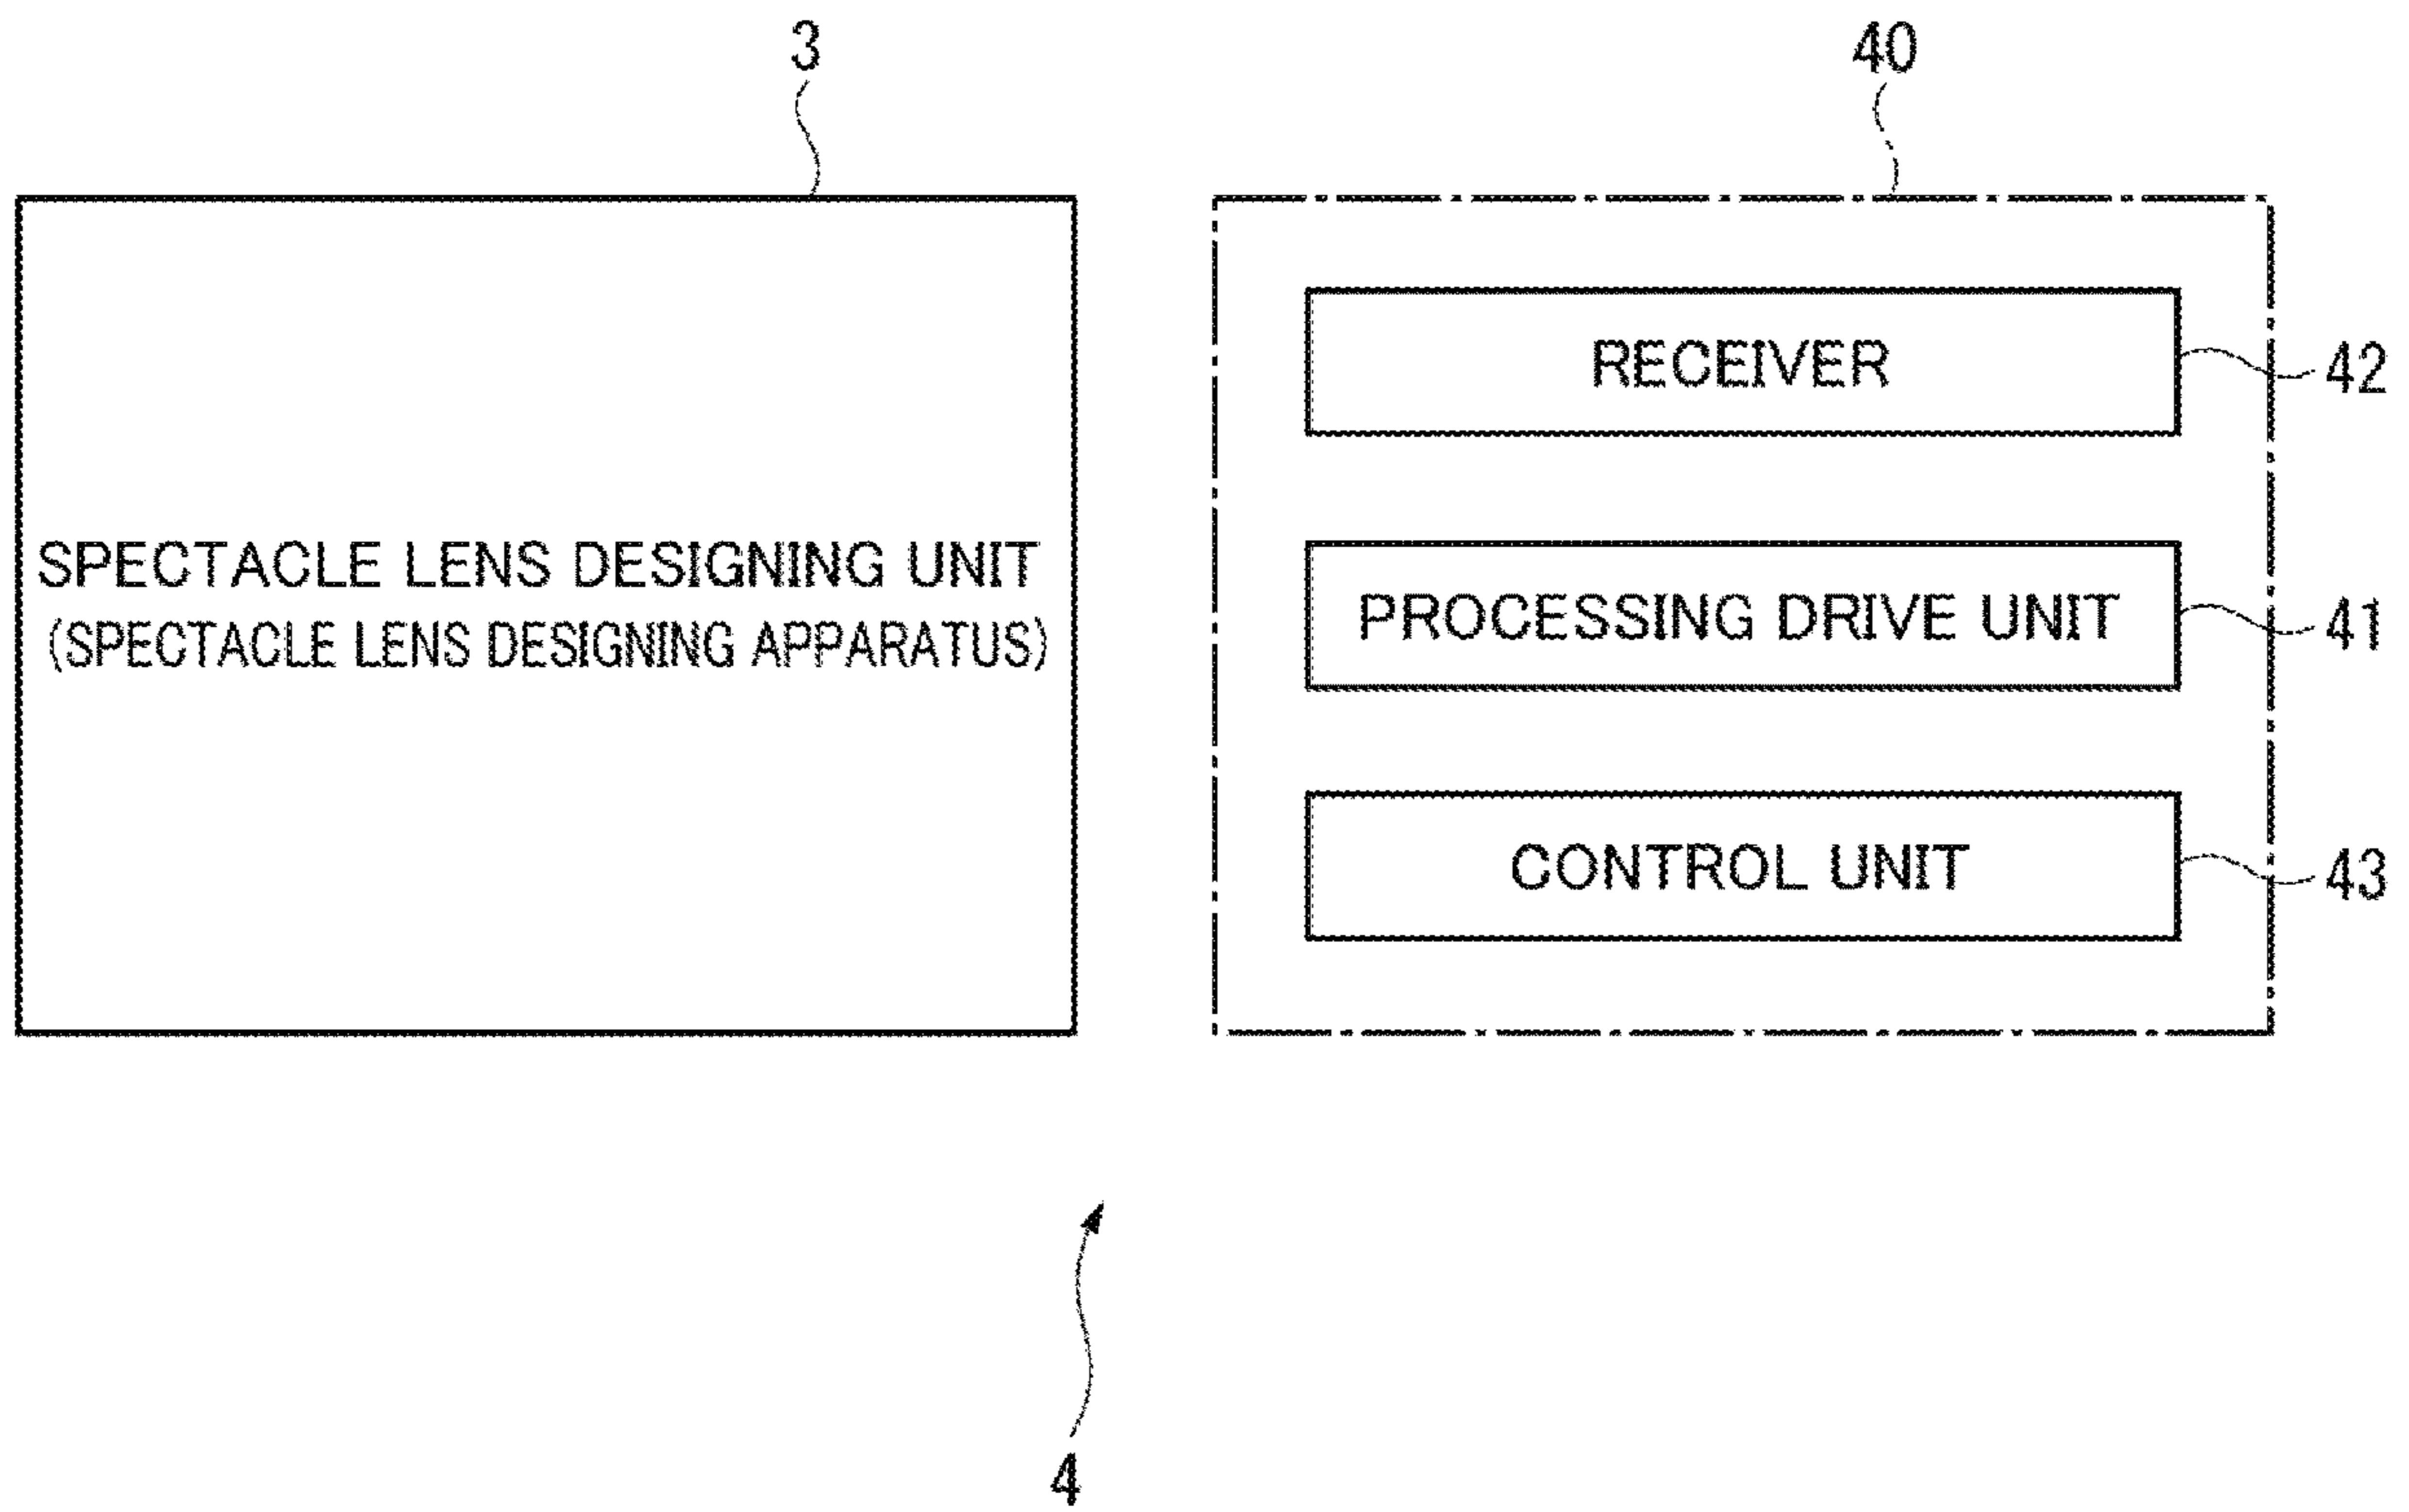 3
40
RECEIVER
42
SPECTACLE LENS DESIGNING UNIT
(SPECTACLE LENS DESIGNING APPARATUS)
PROCESSING DRIVE UNIT
41
CONTROL UNIT
43
4